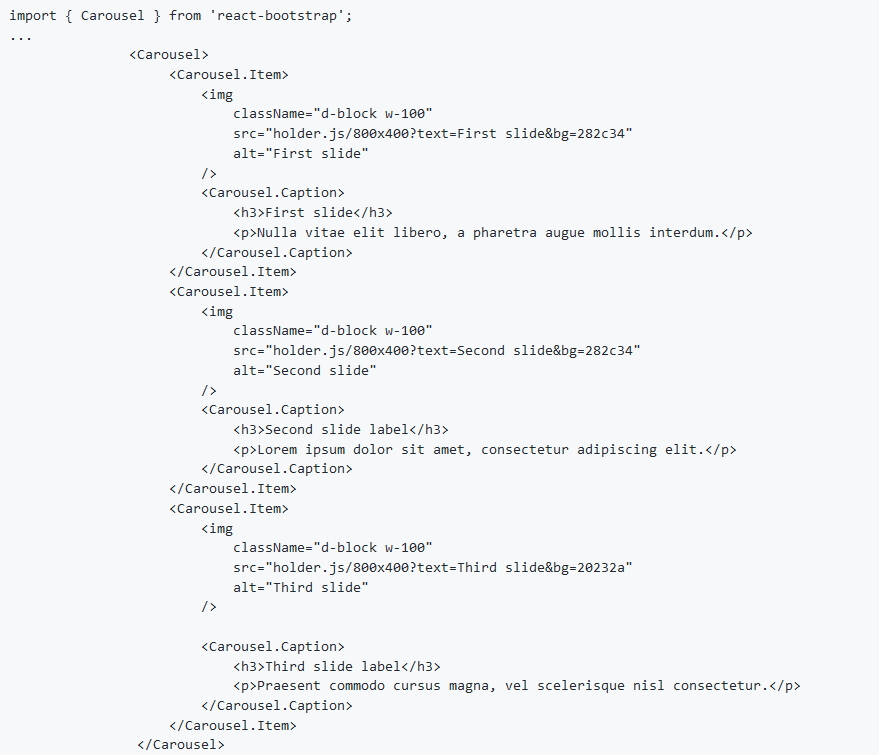 import { Carousel } from 'react-bootstrap';
...
<Carousel>
<Carousel.Item>
<img
className="d-block w-100"
src="holder.js/800x400?text=First slide&bg=282c34"
alt="First slide"
/>
<Carousel.Caption>
<h3>First slide</h3>
<p>Nulla vitae elit libero, a pharetra augue mollis interdum.</p>
</Carousel.Caption>
</Carousel.Item>
<Carousel.Item>
<img
className="d-block w-100"
src="holder.js/800x400?text=Second slide&bg=282c34"
alt="Second slide"
/>
<Carousel.Caption>
<h3>Second slide label</h3>
<p>Lorem ipsum dolor sit amet, consectetur adipiscing elit.</p>
</Carousel.Caption>
</Carousel.Item>
<Carousel.Item>
<img
className="d-block w-100"
src="holder.js/800x400?text=Third slide&bg=20232a"
alt="Third slide"
/>
<Carousel.Caption>
<h3>Third slide label</h3>
<p>Praesent commodo cursus magna, vel scelerisque nisl consectetur.</p>
</Carousel.Caption>
</Carousel.Item>
</Carousel>